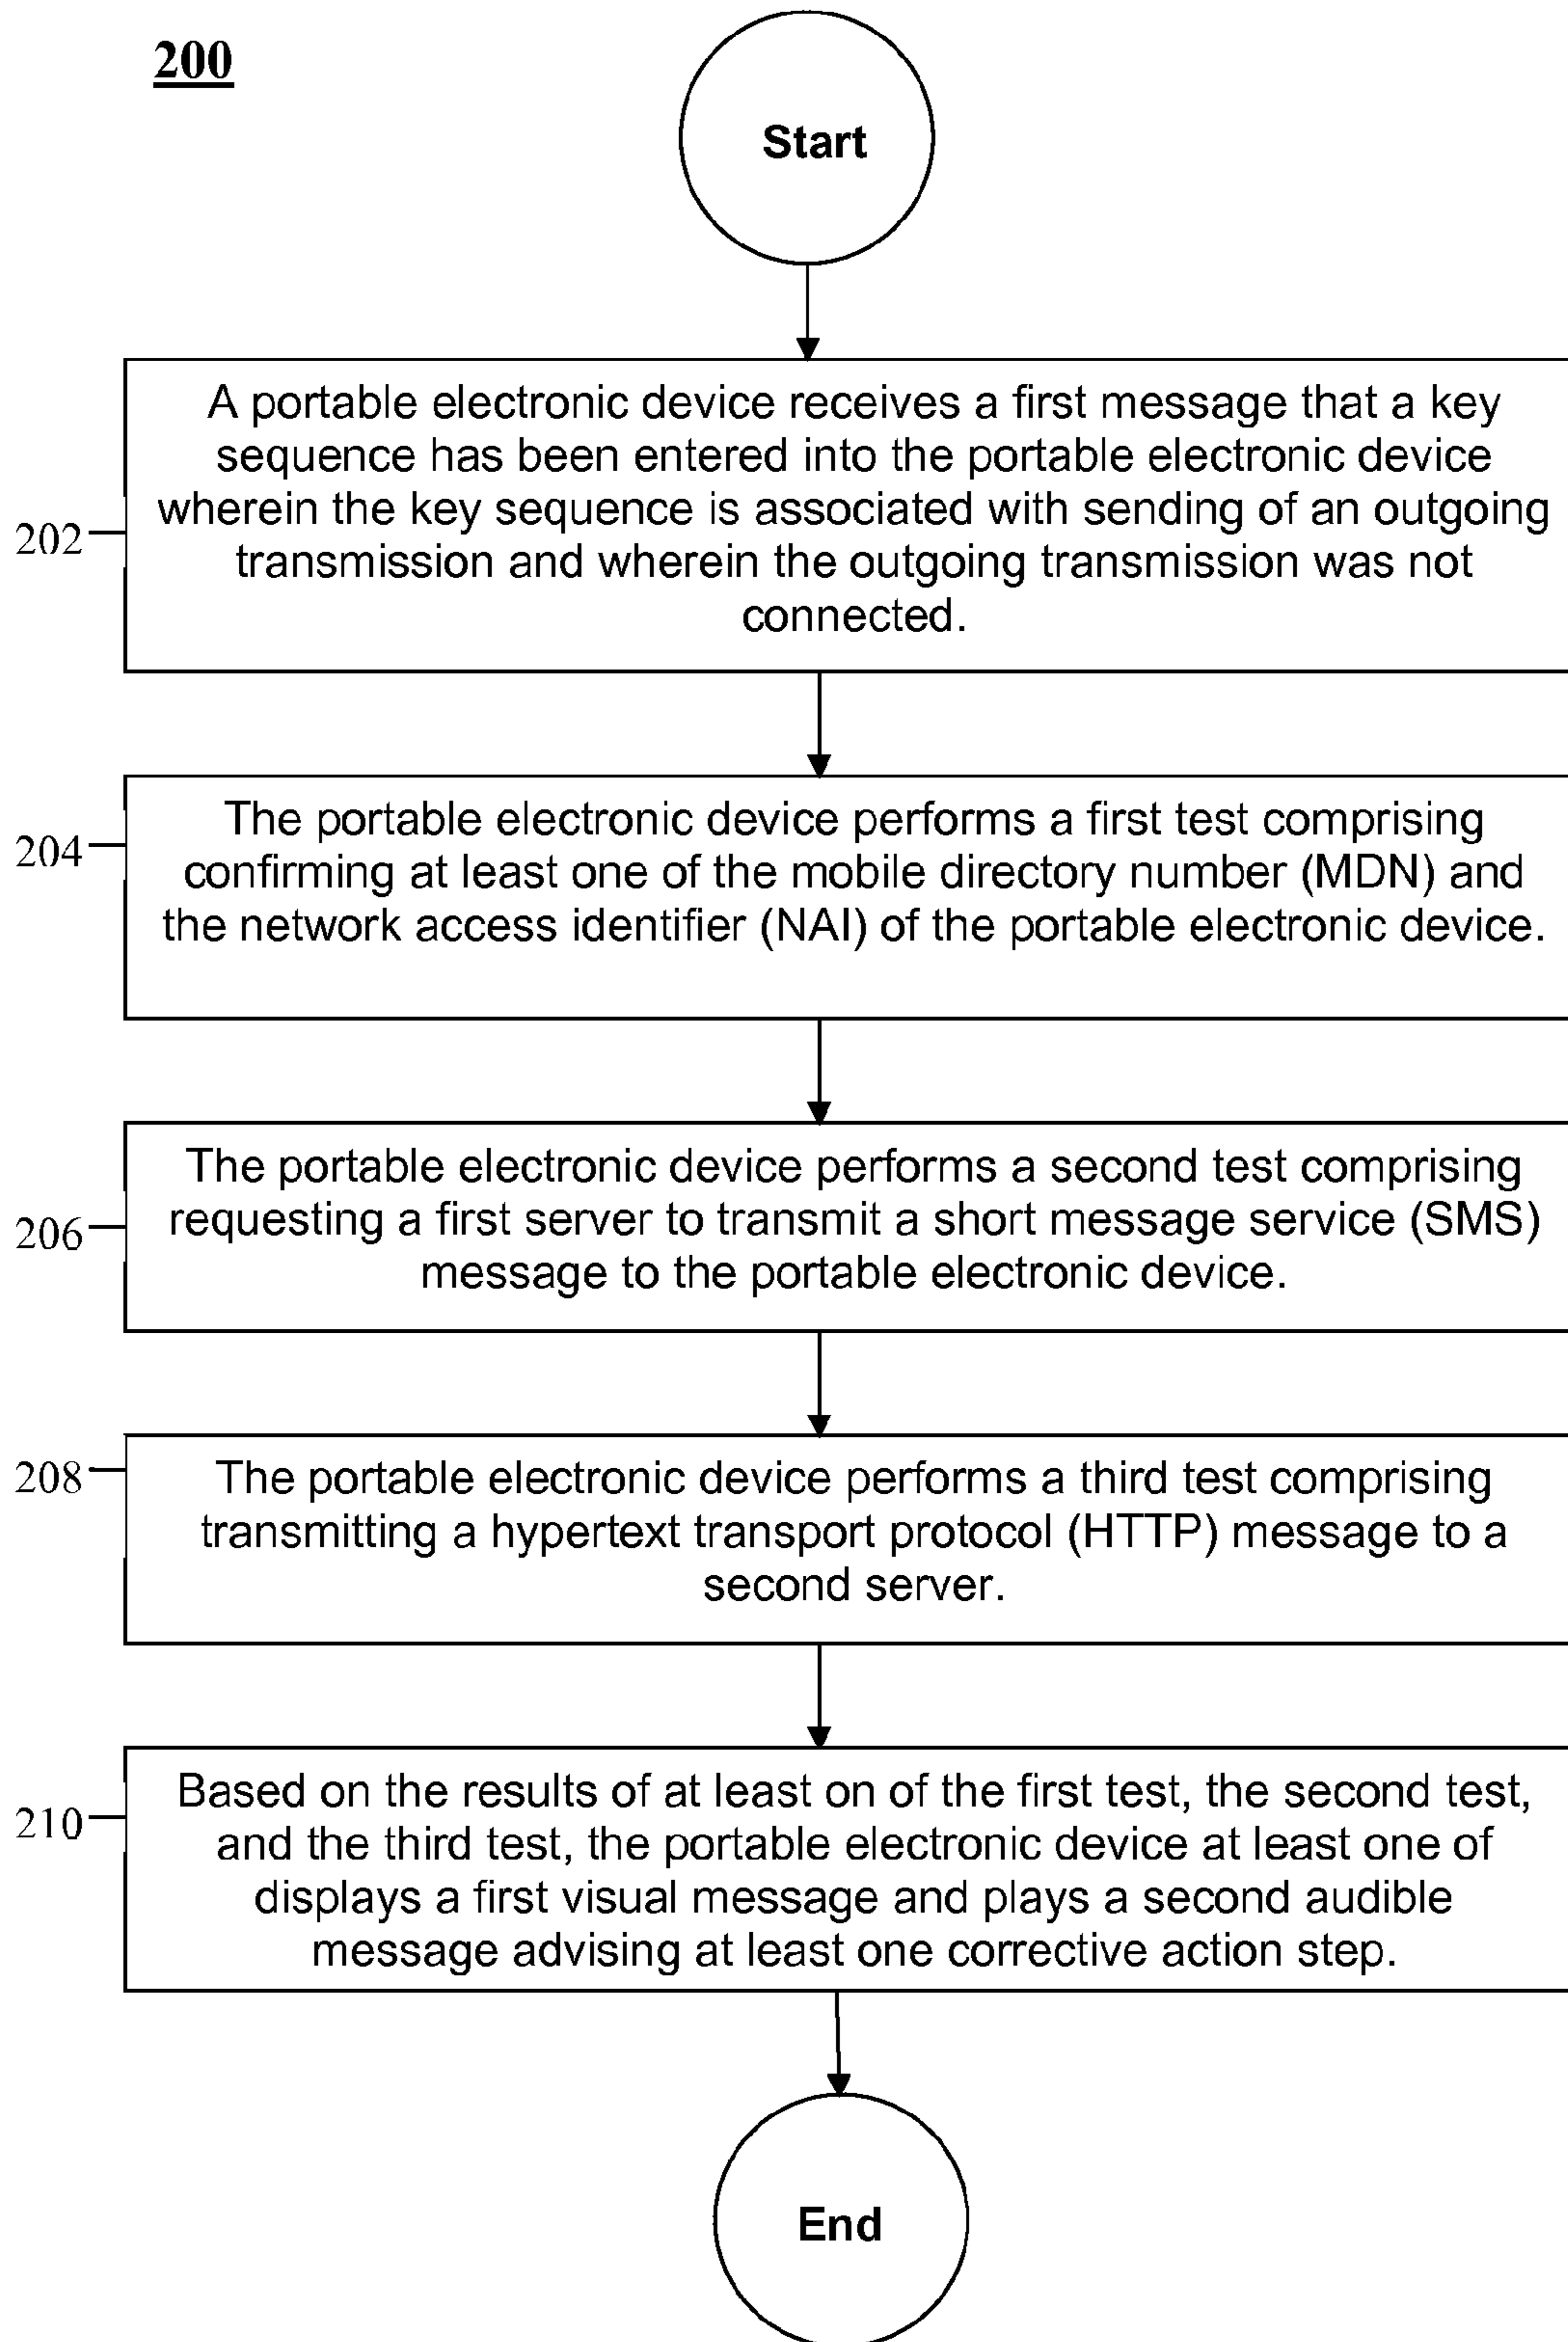 200
Start
A portable electronic device receives a first message that a key
sequence has been entered into the portable electronic device
wherein the key sequence is associated with sending of an outgoing
transmission and wherein the outgoing transmission was not
connected.
202
The portable electronic device performs a first test comprising
confirming at least one of the mobile directory number (MDN) and
the network access identifier (NAI) of the portable electronic device.
204
The portable electronic device performs a second test comprising
requesting a first server to transmit a short message service (SMS)
message to the portable electronic device.
206
The portable electronic device performs a third test comprising
transmitting a hypertext transport protocol (HTTP) message to a
second server.
208
Based on the results of at least on of the first test, the second test,
and the third test, the portable electronic device at least one of
displays a first visual message and plays a second audible
message advising at least one corrective action step.
210
End